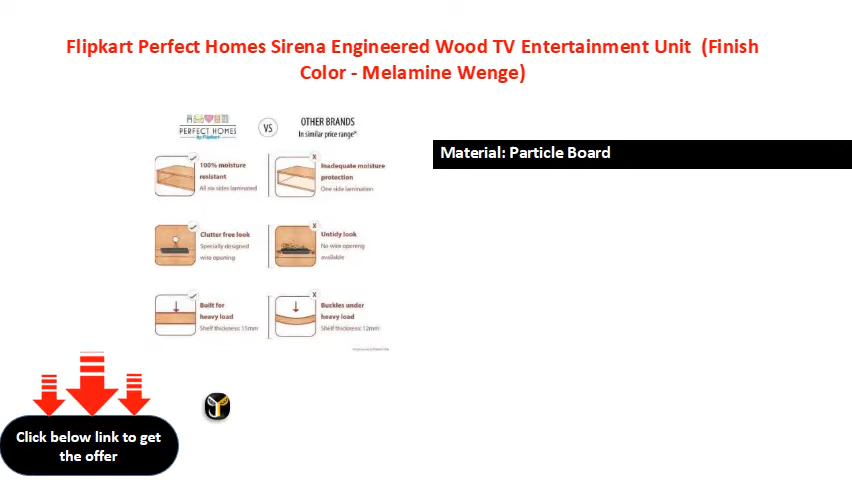 Flipkart Perfect Homes Sirena Engineered Wood TV Entertainment Unit (Finish
Color - Melamine Wenge)
PERFECT HOMES
by Flipkart
VS
OTHER BRANDS
In similar price range*
100% moisture
resistant
All six sides laminated
Inadequate moisture
protection
One side lamination
Clutter free look
Specially designed
wire opening
Untidy look
No wire opening
available
Built for
heavy load
Shelf thickness: 15mm
Buckles under
heavy load
Shelf thickness: 12mm
Material: Particle Board
Click below link to get
the offer